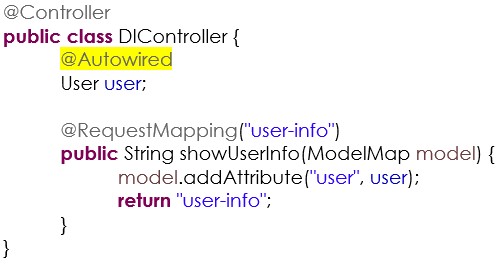 @Controller
public class DIController {
@Autowired
User user;
@RequestMapping("user-info")
public String showUserInfo(ModelMap model) {
model.addAttribute("user", user);
return "user-info";
}
}